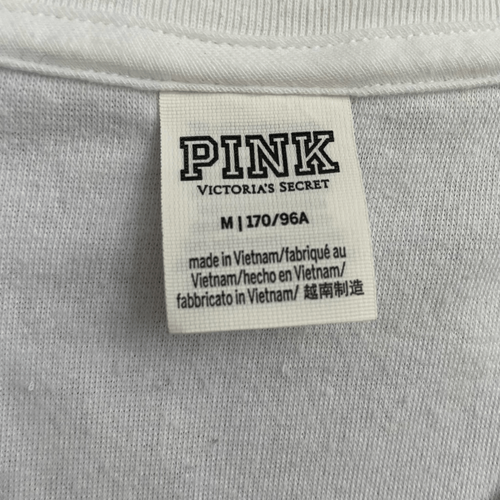 PINK
VICTORIA'S SECRET
M | 170/96A
made in Vietnam/fabriqué au
Vietnam/hecho en Vietnam/
fabbricato in Vietnam/ 越南制造